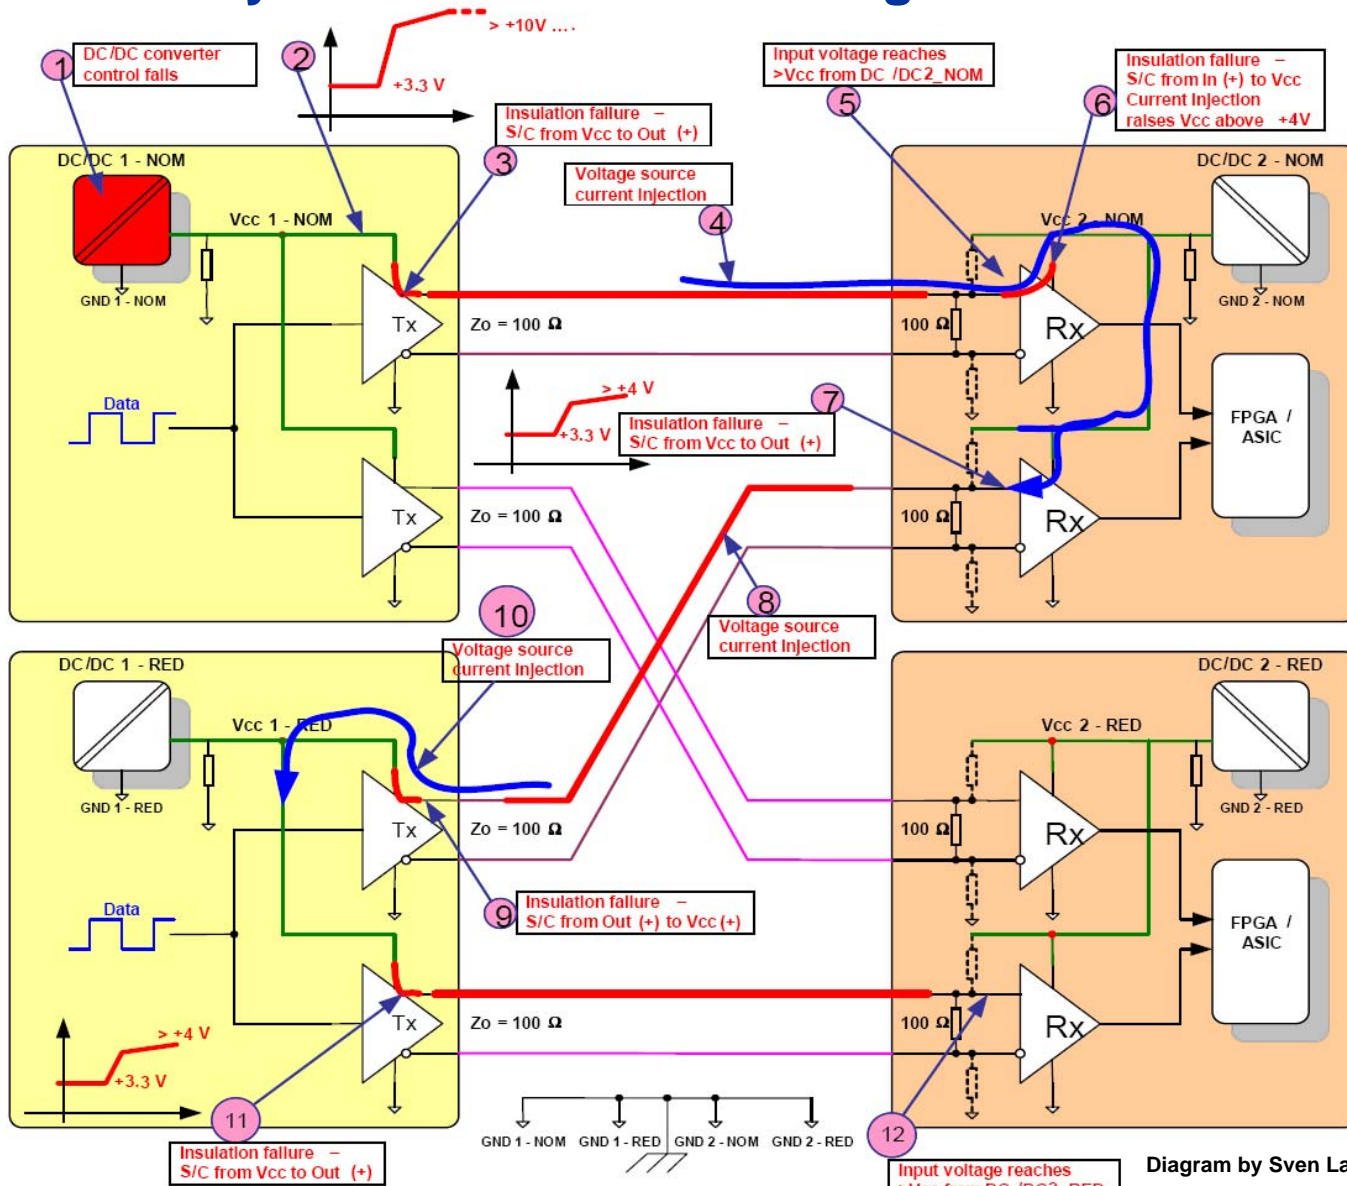 > +10V ....
+3.3 V
1
DC/DC converter
control fails
2
Insulation failure –
S/C from Vcc to Out (+)
3
Voltage source
current injection
4
Input voltage reaches
>Vcc from DC /DC2_NOM
5
Insulation failure –
S/C from In (+) to Vcc
Current Injection
raises Vcc above +4V
6
DC/DC 1 - NOM
Vcc 1 - NOM
GND 1 - NOM
Tx
Zo = 100 Ω
Data
Tx
Zo = 100 Ω
> +4 V
+3.3 V
Insulation failure –
S/C from Vcc to Out (+)
7
DC/DC 2 - NOM
Vcc 2 - NOM
GND 2 - NOM
100 Ω
Rx
FPGA /
ASIC
100 Ω
Rx
8
Voltage source
current injection
10
Voltage source
current injection
DC/DC 1 - RED
Vcc 1 - RED
GND 1 - RED
Tx
Zo = 100 Ω
9
Insulation failure –
S/C from Out (+) to Vcc (+)
Data
Tx
Zo = 100 Ω
> +4 V
+3.3 V
11
Insulation failure –
S/C from Vcc to Out (+)
DC/DC 2 - RED
Vcc 2 - RED
GND 2 - RED
100 Ω
Rx
FPGA /
ASIC
100 Ω
Rx
GND 1 - NOM
GND 1 - RED
GND 2 - NOM
GND 2 - RED
12
Input voltage reaches
>Vcc from DC /DC2_RED
Diagram by Sven La